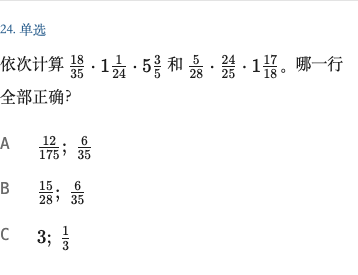 24. 单选
依次计算 18/35 · 1 1/24 · 5 3/5 和 5/28 · 24/25 · 1 17/18。哪一行
全部正确?
A 12/175; 6/35
B 15/28; 6/35
C 3; 1/3